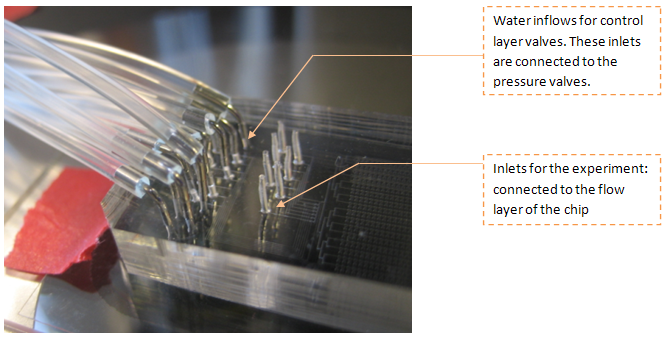 Water inflows for control
layer valves. These inlets
are connected to the
pressure valves.
Inlets for the experiment:
connected to the flow
layer of the chip